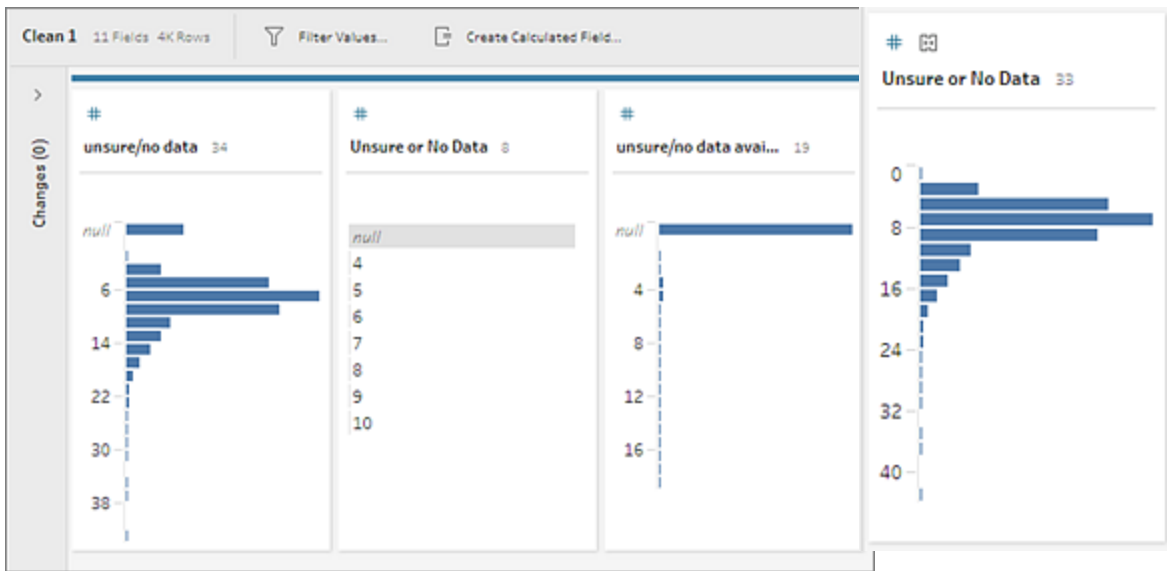 Clean 1 11 Fields 4K Rows Filter Values... Create Calculated Field...
Changes (0)
unsure/no data 34
null
6
14
22
30
38
Unsure or No Data 8
null
4
5
6
7
8
9
10
unsure/no data avai... 19
null
4
8
12
16
Unsure or No Data 33
0
8
16
24
32
40